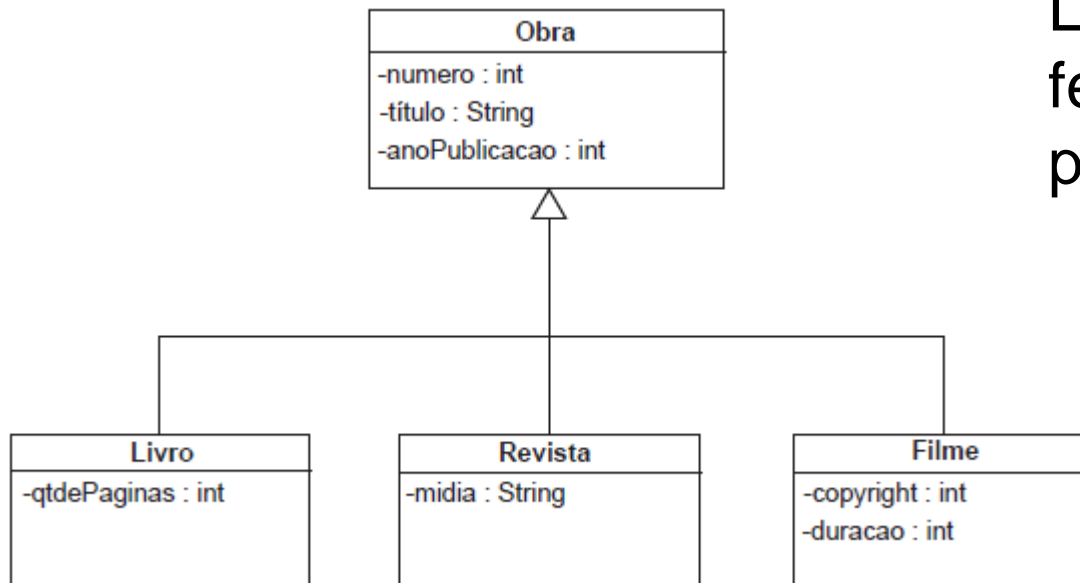 Obra
-numero : int
-título : String
-anoPublicacao : int
Livro
-qtdePaginas : int
Revista
-midia : String
Filme
-copyright : int
-duracao : int